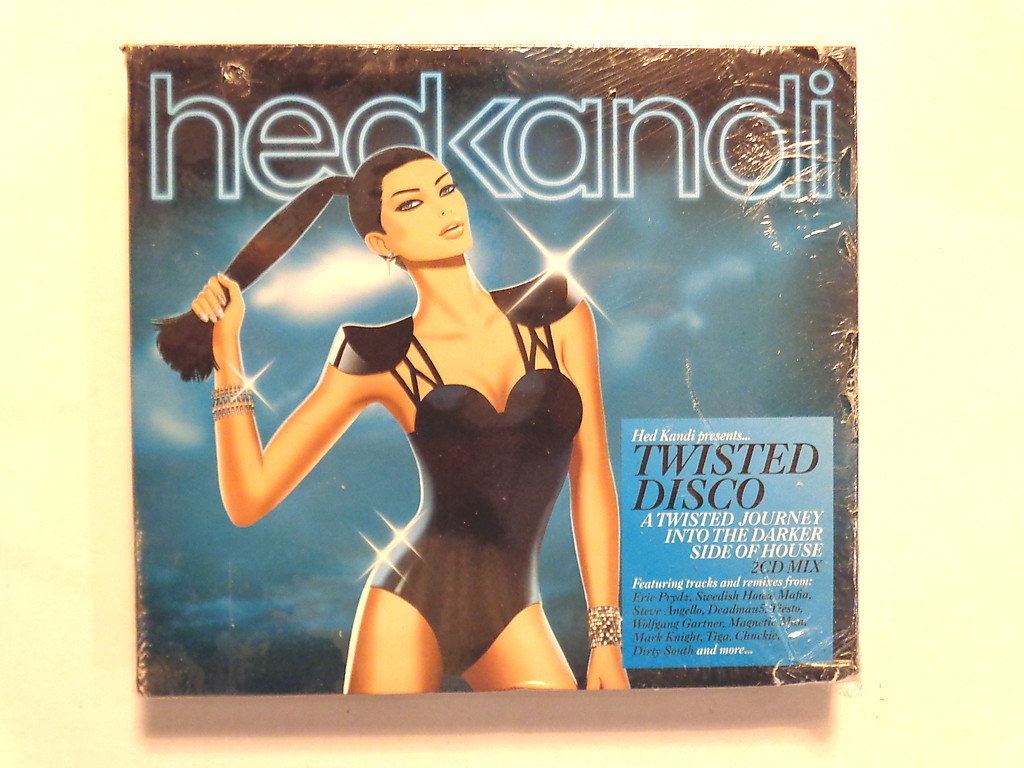 hedkandi
Hed Kandi presents...
TWISTED
DISCO
A TWISTED JOURNEY
INTO THE DARKER
SIDE OF HOUSE
2CD MIX
Featuring tracks and remixes from:
Eric Prydz, Swedish House Mafia,
Steve Angello, Deadmau5, Tiesto,
Wolfgang Gartner, Magnetic Man,
Mark Knight, Tiga, Chuckie,
Dirty South and more...